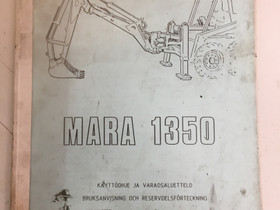 MARA 1350
KÄYTTÖOHJE JA VARAOSALUETTELO
BRUKSANVISNING OCH RESERVDELSFÖRTECKNING